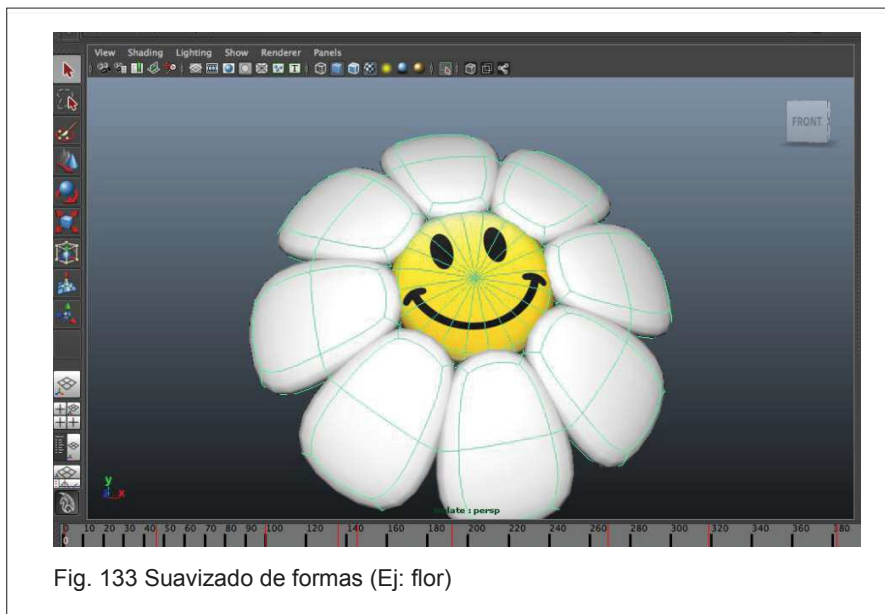 View Shading Lighting Show Renderer Panels
FRONT
y
x
: persp
0 10 20 30 40 50 60 70 80 90 100 120 140 160 180 200 220 240 260 280 300 320 340 360 380
0
Fig. 133 Suavizado de formas (Ej: flor)